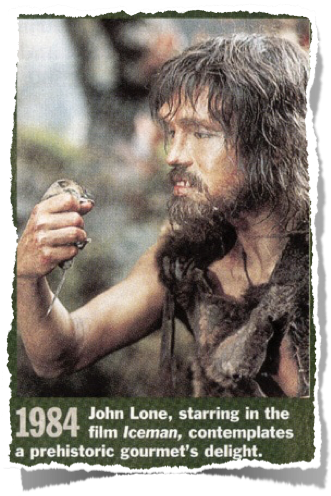 1984 John Lone, starring in the
film Iceman, contemplates
a prehistoric gourmet's delight.